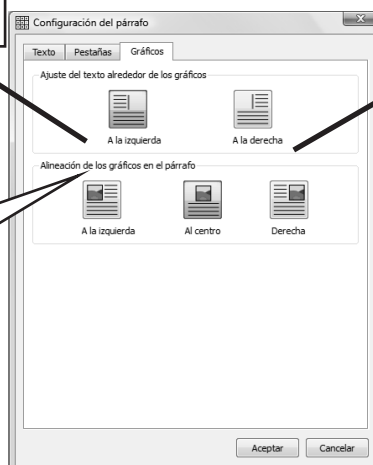 Configuración del párrafo
Texto Pestañas Gráficos
Ajuste del texto alrededor de los gráficos
A la izquierda A la derecha
Alineación de los gráficos en el párrafo
A la izquierda Al centro Derecha
Aceptar Cancelar